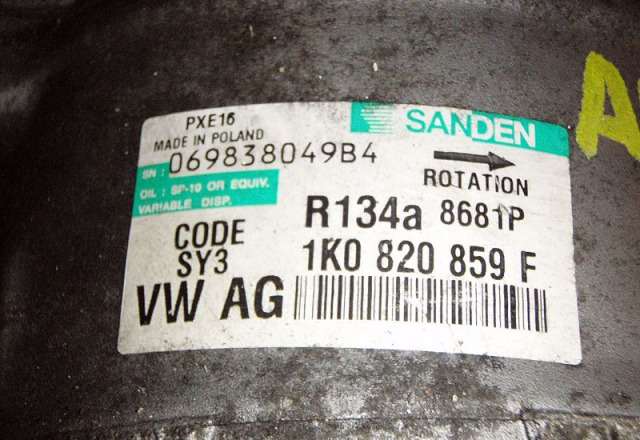 PXE16
MADE IN POLAND
SANDEN
SN : 069838049B4
ROTATION
OIL : SP-10 OR EQUIV.
VARIABLE DISP.
R134a 8681P
CODE
SY3
1K0 820 859 F
VW AG